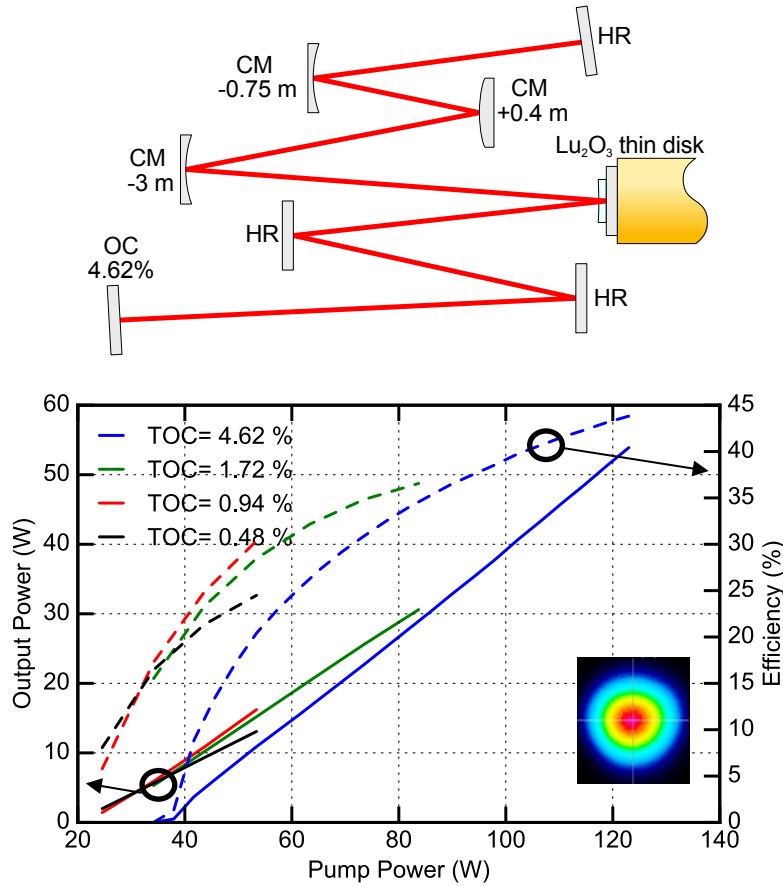 HR
CM
-0.75 m
CM
+0.4 m
Lu₂O₃ thin disk
CM
-3 m
HR
OC
4.62%
HR
60
50
40
30
20
10
0
Output Power (W)
TOC= 4.62 %
TOC= 1.72 %
TOC= 0.94 %
TOC= 0.48 %
45
40
35
30
25
20
15
10
5
0
Efficiency (%)
20 40 60 80 100 120 140
Pump Power (W)